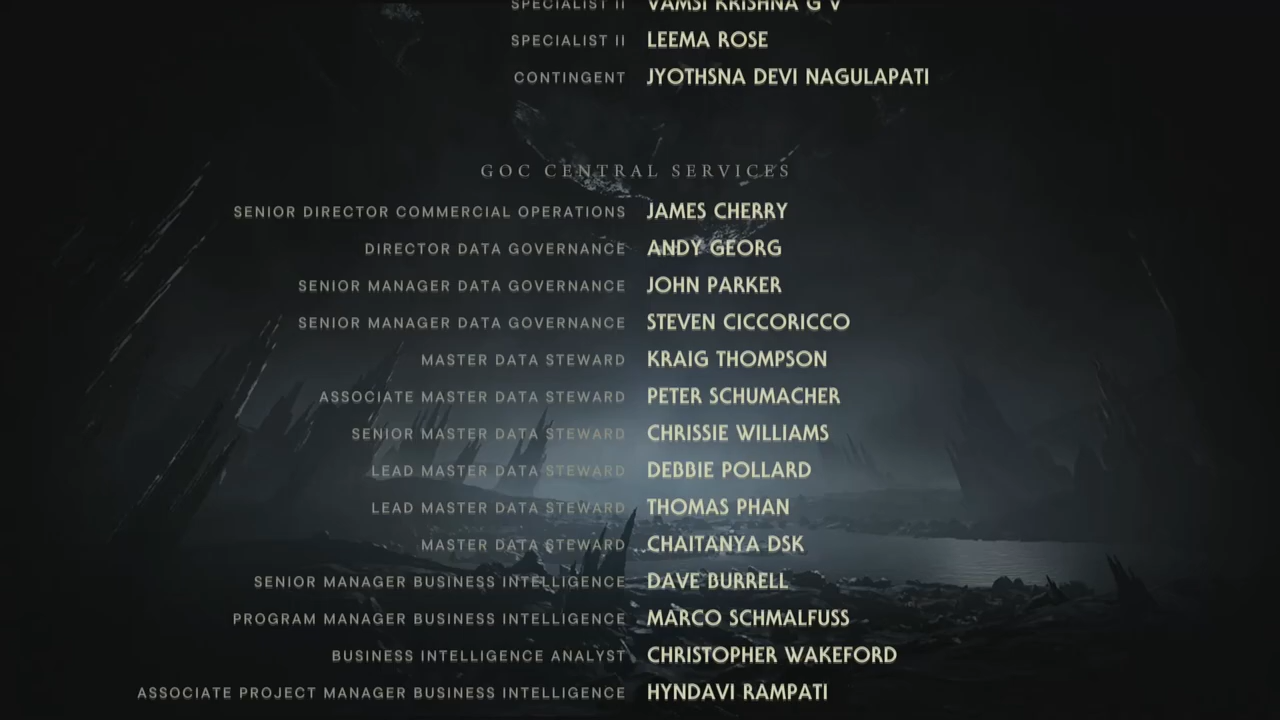 SPECIALIST II VAMSI KRISHNA G V
SPECIALIST II LEEMA ROSE
CONTINGENT JYOTHSNA DEVI NAGULAPATI
GOC CENTRAL SERVICES
SENIOR DIRECTOR COMMERCIAL OPERATIONS JAMES CHERRY
DIRECTOR DATA GOVERNANCE ANDY GEORG
SENIOR MANAGER DATA GOVERNANCE JOHN PARKER
SENIOR MANAGER DATA GOVERNANCE STEVEN CICCORICCO
MASTER DATA STEWARD KRAIG THOMPSON
ASSOCIATE MASTER DATA STEWARD PETER SCHUMACHER
SENIOR MASTER DATA STEWARD CHRISSIE WILLIAMS
LEAD MASTER DATA STEWARD DEBBIE POLLARD
LEAD MASTER DATA STEWARD THOMAS PHAN
MASTER DATA STEWARD CHAITANYA DSK
SENIOR MANAGER BUSINESS INTELLIGENCE DAVE BURRELL
PROGRAM MANAGER BUSINESS INTELLIGENCE MARCO SCHMALFUSS
BUSINESS INTELLIGENCE ANALYST CHRISTOPHER WAKEFORD
ASSOCIATE PROJECT MANAGER BUSINESS INTELLIGENCE HYNDAVI RAMPATI